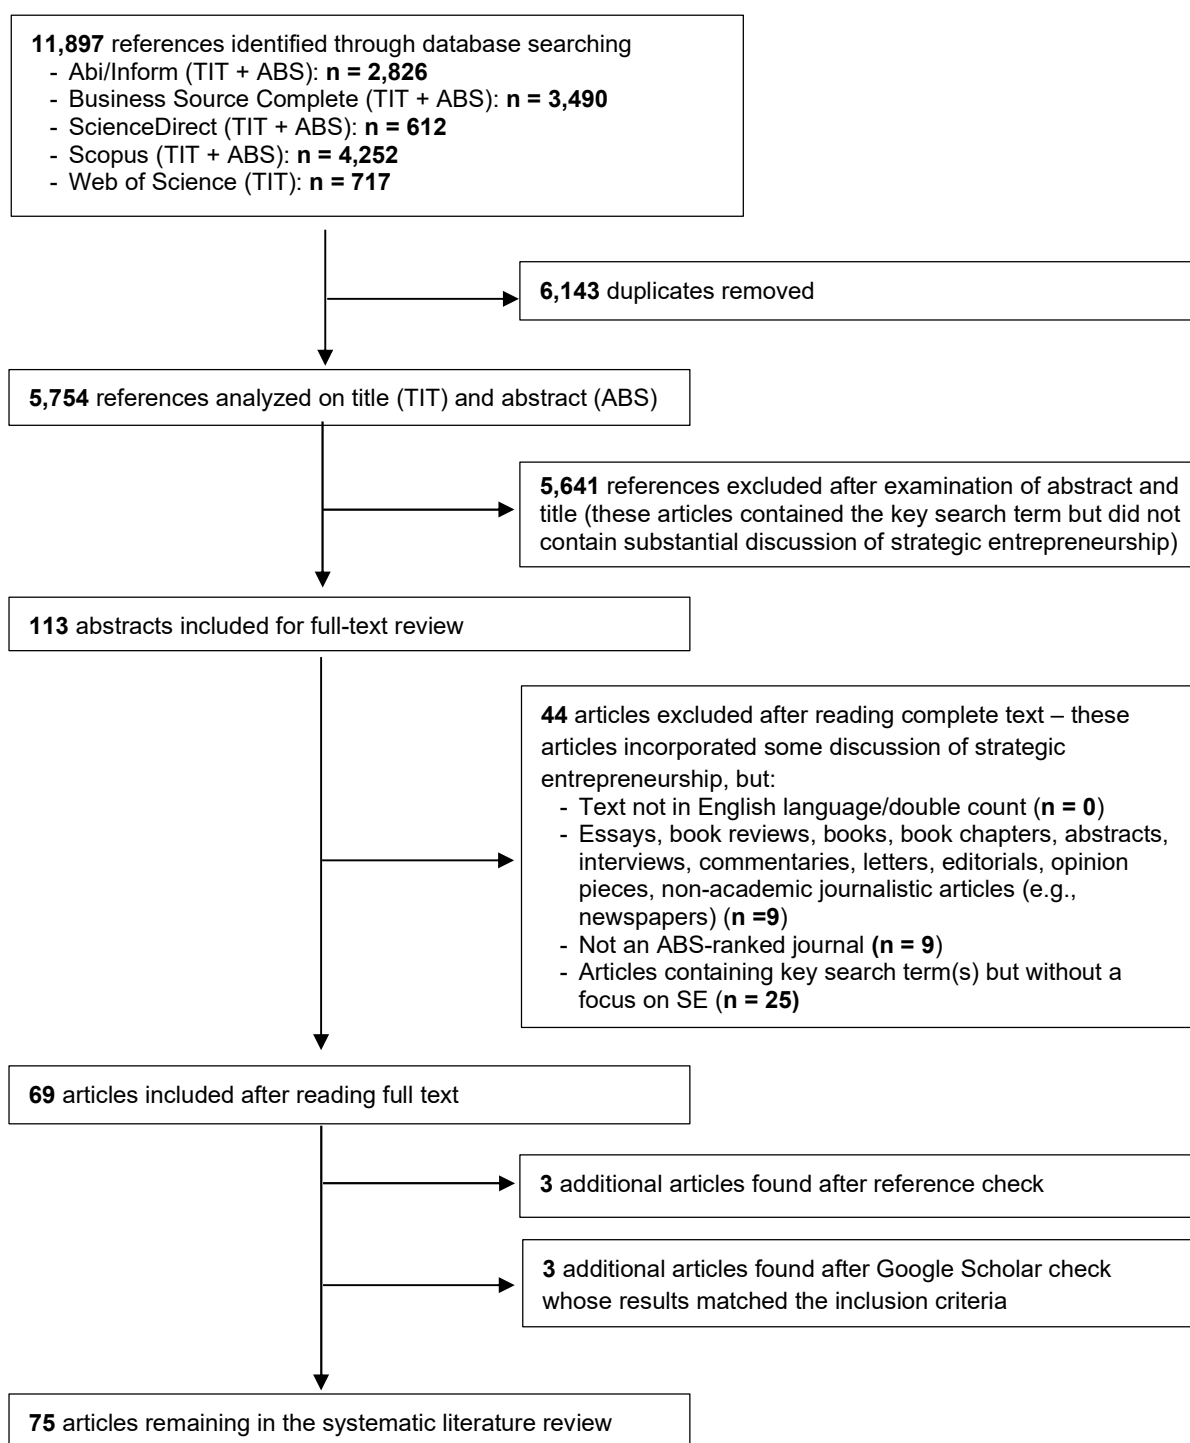 11,897 references identified through database searching
- Abi/Inform (TIT + ABS): n = 2,826
- Business Source Complete (TIT + ABS): n = 3,490
- ScienceDirect (TIT + ABS): n = 612
- Scopus (TIT + ABS): n = 4,252
- Web of Science (TIT): n = 717
6,143 duplicates removed
5,754 references analyzed on title (TIT) and abstract (ABS)
5,641 references excluded after examination of abstract and
title (these articles contained the key search term but did not
contain substantial discussion of strategic entrepreneurship)
113 abstracts included for full-text review
44 articles excluded after reading complete text – these
articles incorporated some discussion of strategic
entrepreneurship, but:
- Text not in English language/double count (n = 0)
- Essays, book reviews, books, book chapters, abstracts,
interviews, commentaries, letters, editorials, opinion
pieces, non-academic journalistic articles (e.g.,
newspapers) (n =9)
- Not an ABS-ranked journal (n = 9)
- Articles containing key search term(s) but without a
focus on SE (n = 25)
69 articles included after reading full text
3 additional articles found after reference check
3 additional articles found after Google Scholar check
whose results matched the inclusion criteria
75 articles remaining in the systematic literature review